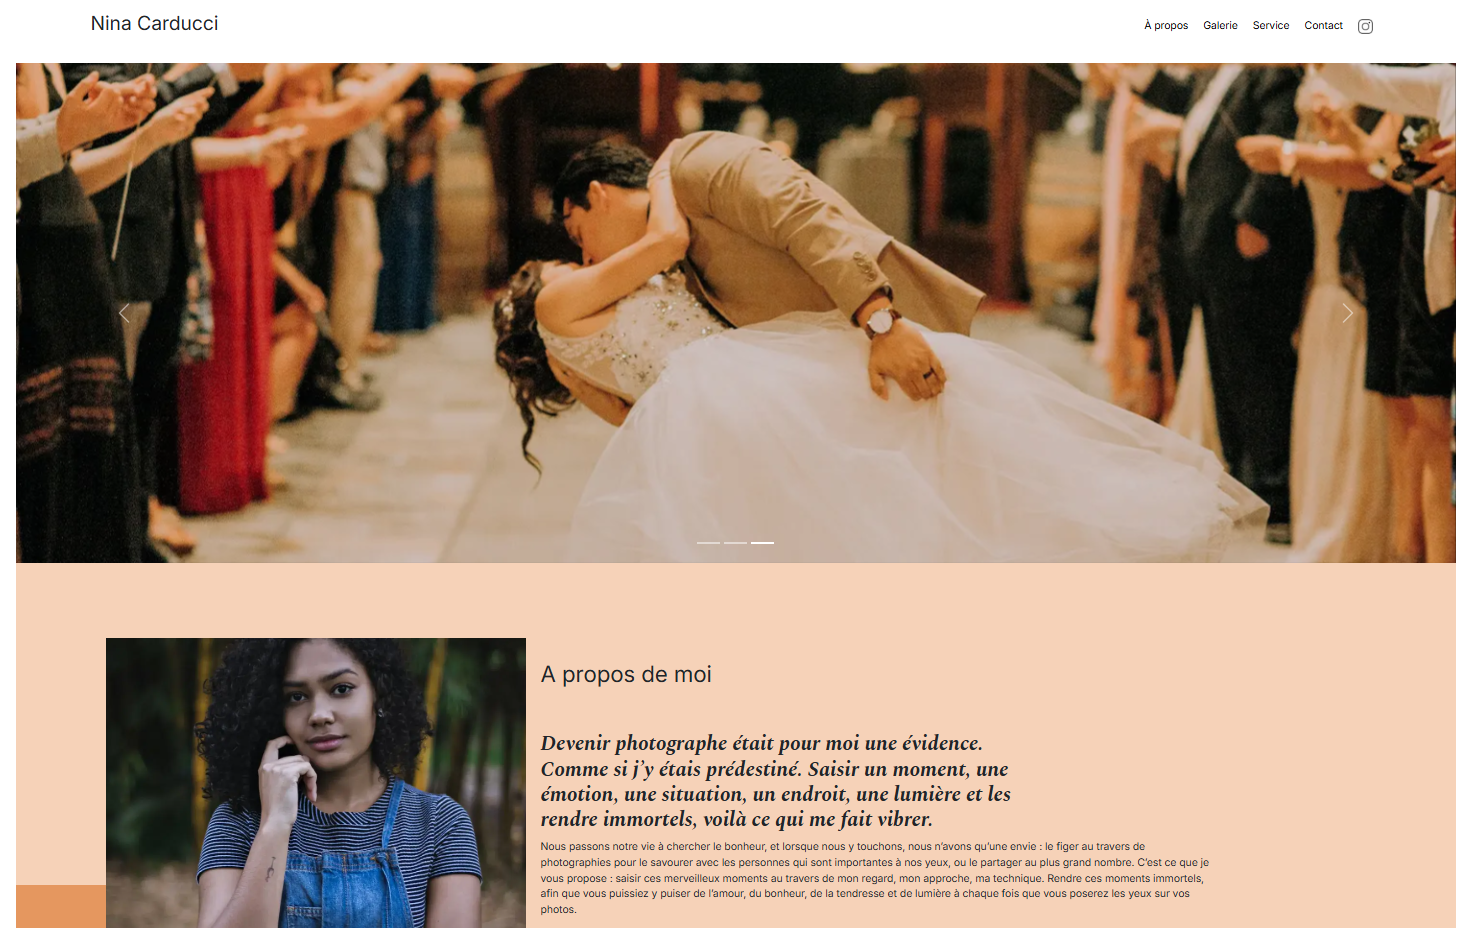 Nina Carducci
À propos Galerie Service Contact
A propos de moi
Devenir photographe était pour moi une évidence.
Comme si j’y étais prédestiné. Saisir un moment, une
émotion, une situation, un endroit, une lumière et les
rendre immortels, voilà ce qui me fait vibrer.
Nous passons notre vie à chercher le bonheur, et lorsque nous y touchons, nous n’avons qu’une envie : le figer au travers de
photographies pour le savourer avec les personnes qui sont importantes à nos yeux, ou le partager au plus grand nombre. C’est ce que je
vous propose : saisir ces merveilleux moments au travers de mon regard, mon approche, ma technique. Rendre ces moments immortels,
afin que vous puissiez y puiser de l’amour, du bonheur, de la tendresse et de lumière à chaque fois que vous poserez les yeux sur vos
photos.